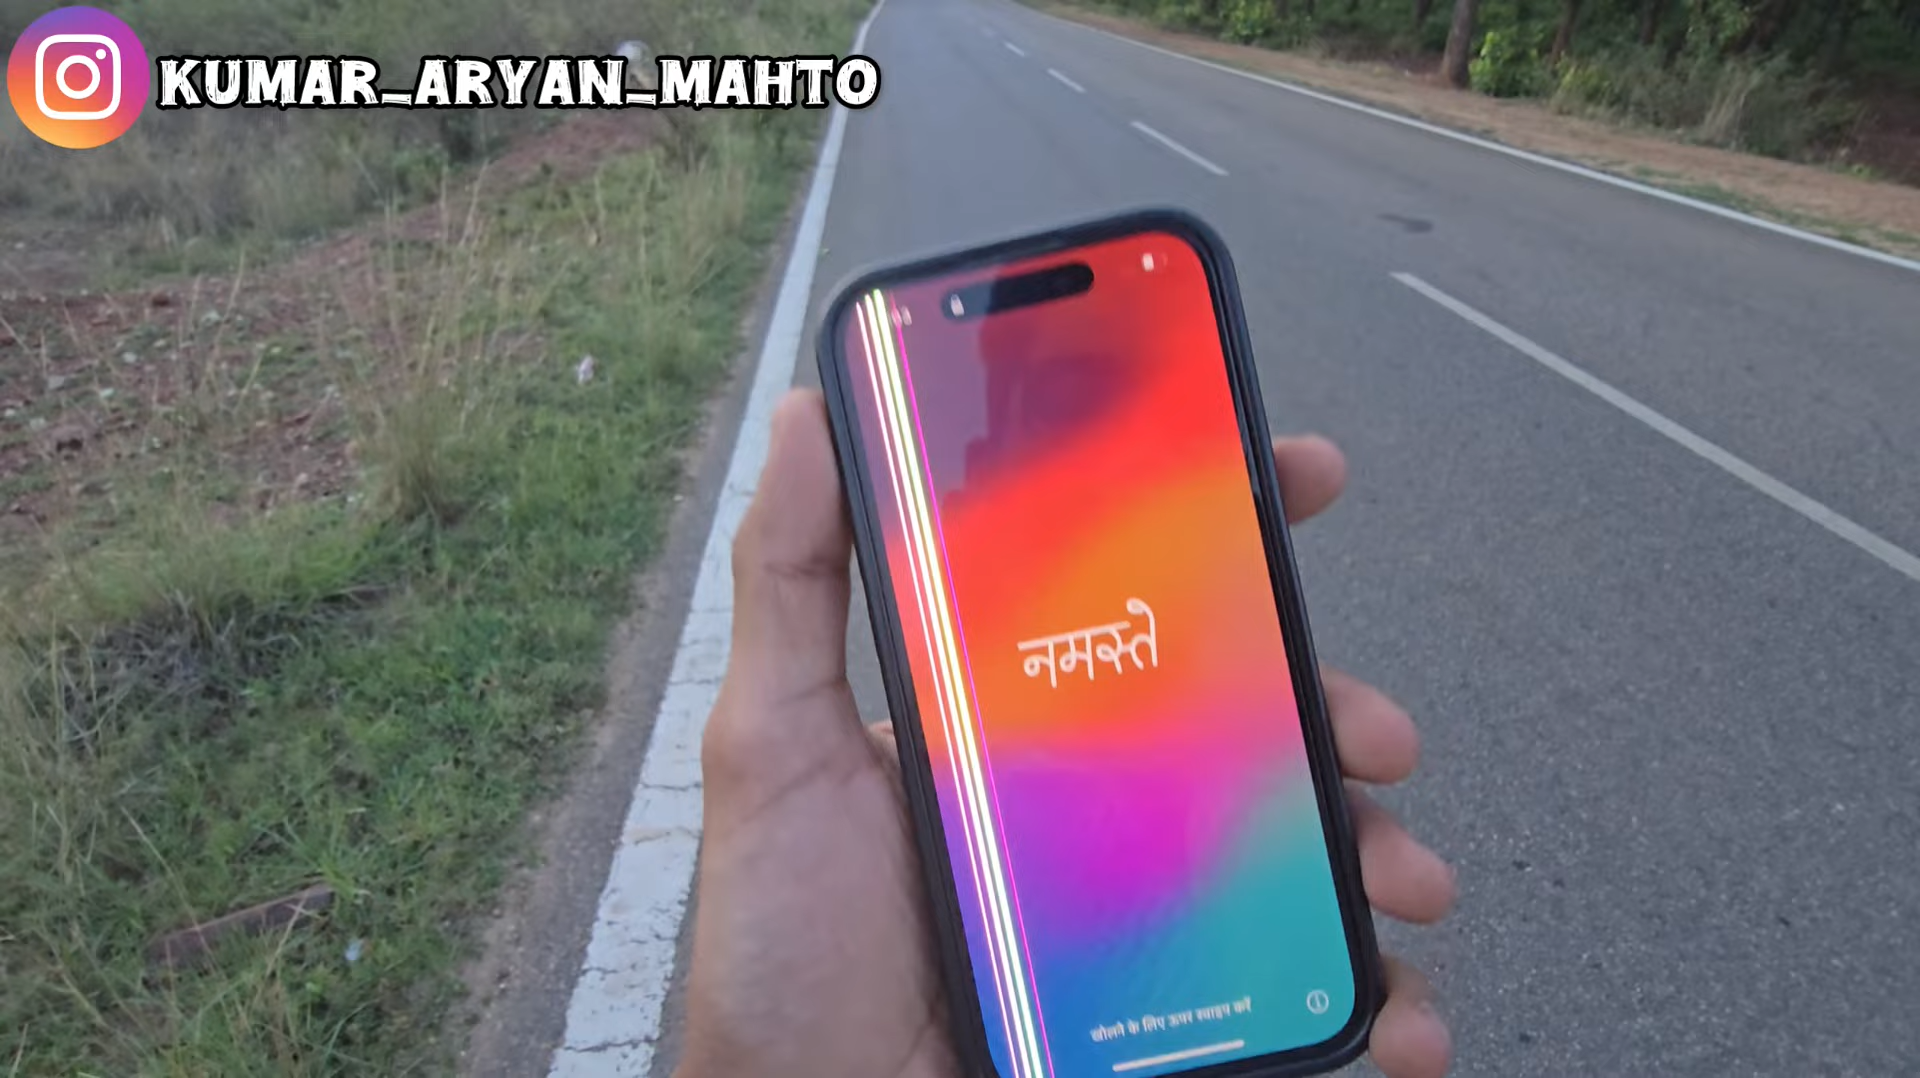 KUMAR_ARYAN_MAHTO
नमस्ते
खोलने के लिए ऊपर स्वाइप करें